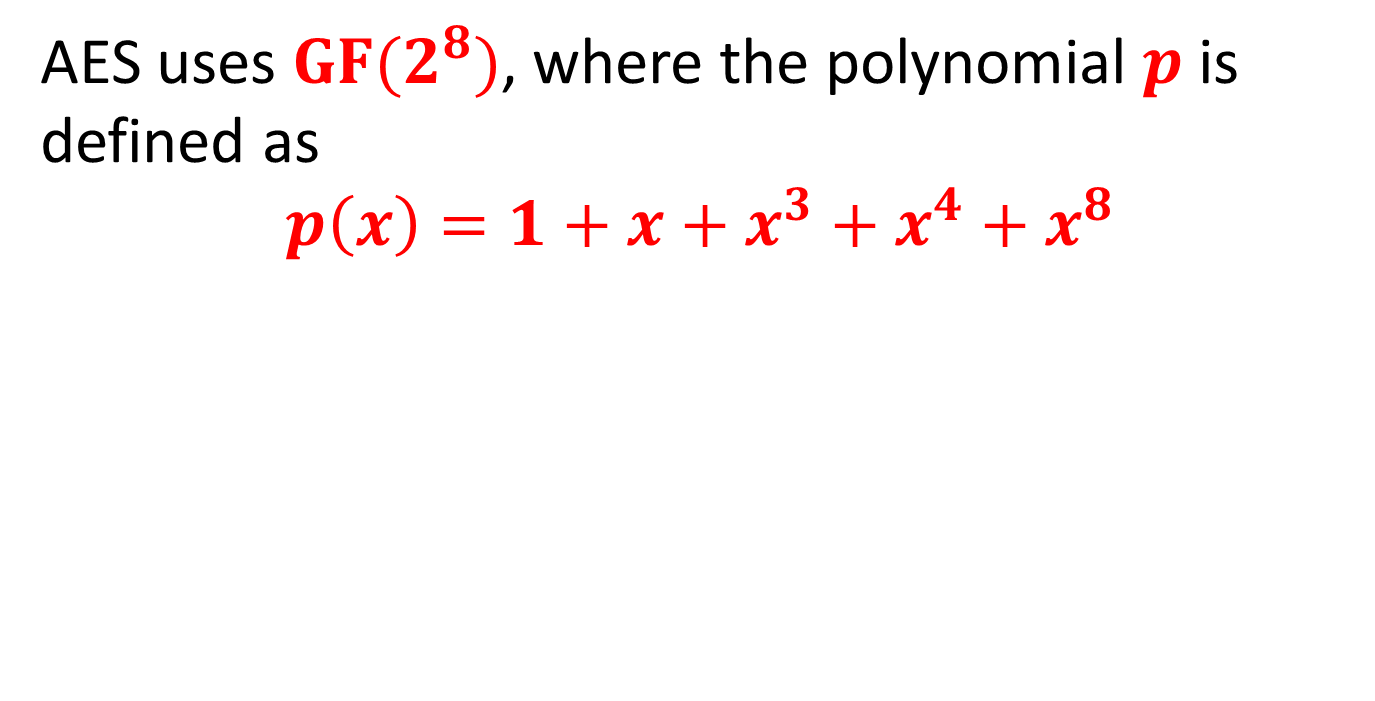 AES uses GF(2⁸), where the polynomial p is
defined as
p(x) = 1 + x + x³ + x⁴ + x⁸